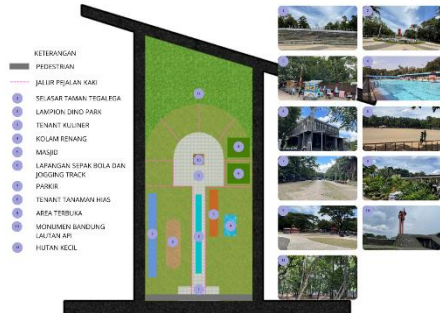 KETERANGAN
PEDESTRIAN
JALUR PEJALAN KAKI
SELASAR TAMAN TEGALEGA
LAMPION DINO PARK
TENANT KULINER
KOLAM RENANG
MASJID
LAPANGAN SEPAK BOLA DAN
JOGGING TRACK
PARKIR
TENANT TANAMAN HIAS
AREA TERBUKA
MONUMEN BANDUNG
LAUTAN API
HUTAN KECIL